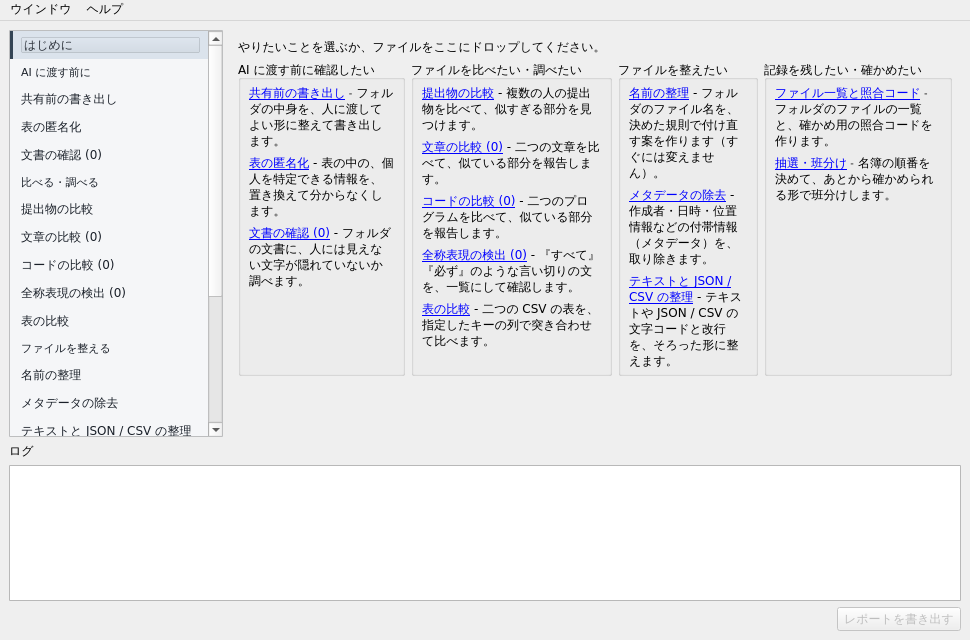 ウインドウ ヘルプ
はじめに
AI に渡す前に
共有前の書き出し
表の匿名化
文書の確認 (0)
比べる・調べる
提出物の比較
文章の比較 (0)
コードの比較 (0)
全称表現の検出 (0)
表の比較
ファイルを整える
名前の整理
メタデータの除去
テキストと JSON / CSV の整理
やりたいことを選ぶか、ファイルをここにドロップしてください。
AI に渡す前に確認したい
共有前の書き出し - フォル
ダの中身を、人に渡して
よい形に整えて書き出し
ます。
表の匿名化 - 表の中の、個
人を特定できる情報を、
置き換えて分からなくし
ます。
文書の確認 (0) - フォルダ
の文書に、人には見えな
い文字が隠れていないか
調べます。
ファイルを比べたい・調べたい
提出物の比較 - 複数の人の提出
物を比べて、似すぎる部分を見
つけます。
文章の比較 (0) - 二つの文章を比
べて、似ている部分を報告しま
す。
コードの比較 (0) - 二つのプロ
グラムを比べて、似ている部分
を報告します。
全称表現の検出 (0) - 『すべて』
『必ず』のような言い切りの文
を、一覧にして確認します。
表の比較 - 二つの CSV の表を、
指定したキーの列で突き合わせ
て比べます。
ファイルを整えたい
名前の整理 - フォル
ダのファイル名を、
決めた規則で付け直
す案を作ります（す
ぐには変えませ
ん）。
メタデータの除去 -
作成者・日時・位置
情報などの付帯情報
（メタデータ）を、
取り除きます。
テキストと JSON /
CSV の整理 - テキス
トや JSON / CSV の
文字コードと改行
を、そろった形に整
えます。
記録を残したい・確かめたい
ファイル一覧と照合コード -
フォルダのファイルの一覧
と、確かめ用の照合コードを
作ります。
抽選・班分け - 名簿の順番を
決めて、あとから確かめられ
る形で班分けします。
ログ
レポートを書き出す